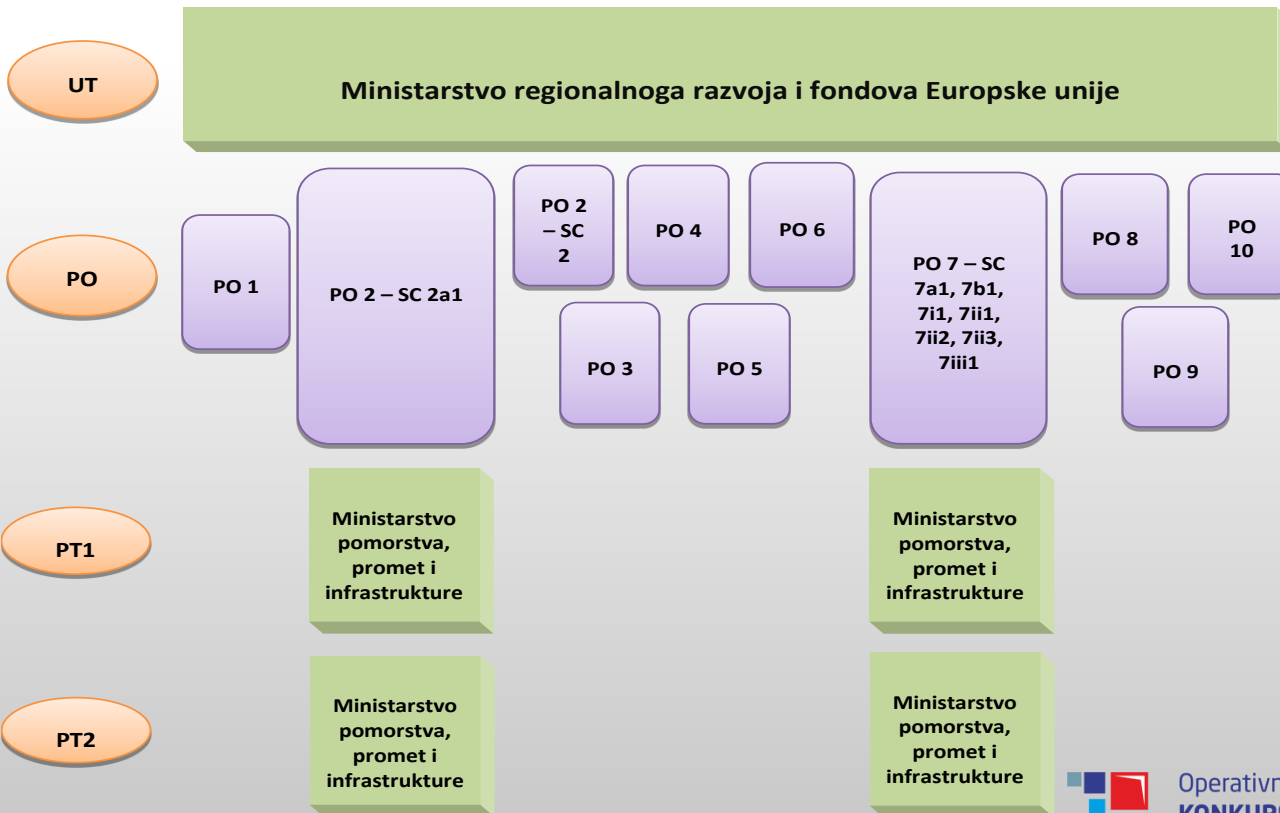 UT
Ministarstvo regionalnoga razvoja i fondova Europske unije
PO
PO 1
PO 2 – SC 2a1
PO 2
– SC
2
PO 3
PO 4
PO 5
PO 6
PO 7 – SC
7a1, 7b1,
7i1, 7ii1,
7ii2, 7ii3,
7iii1
PO 8
PO 9
PO
10
PT1
Ministarstvo
pomorstva,
promet i
infrastrukture
Ministarstvo
pomorstva,
promet i
infrastrukture
PT2
Ministarstvo
pomorstva,
promet i
infrastrukture
Ministarstvo
pomorstva,
promet i
infrastrukture
Operativn
KONKURS